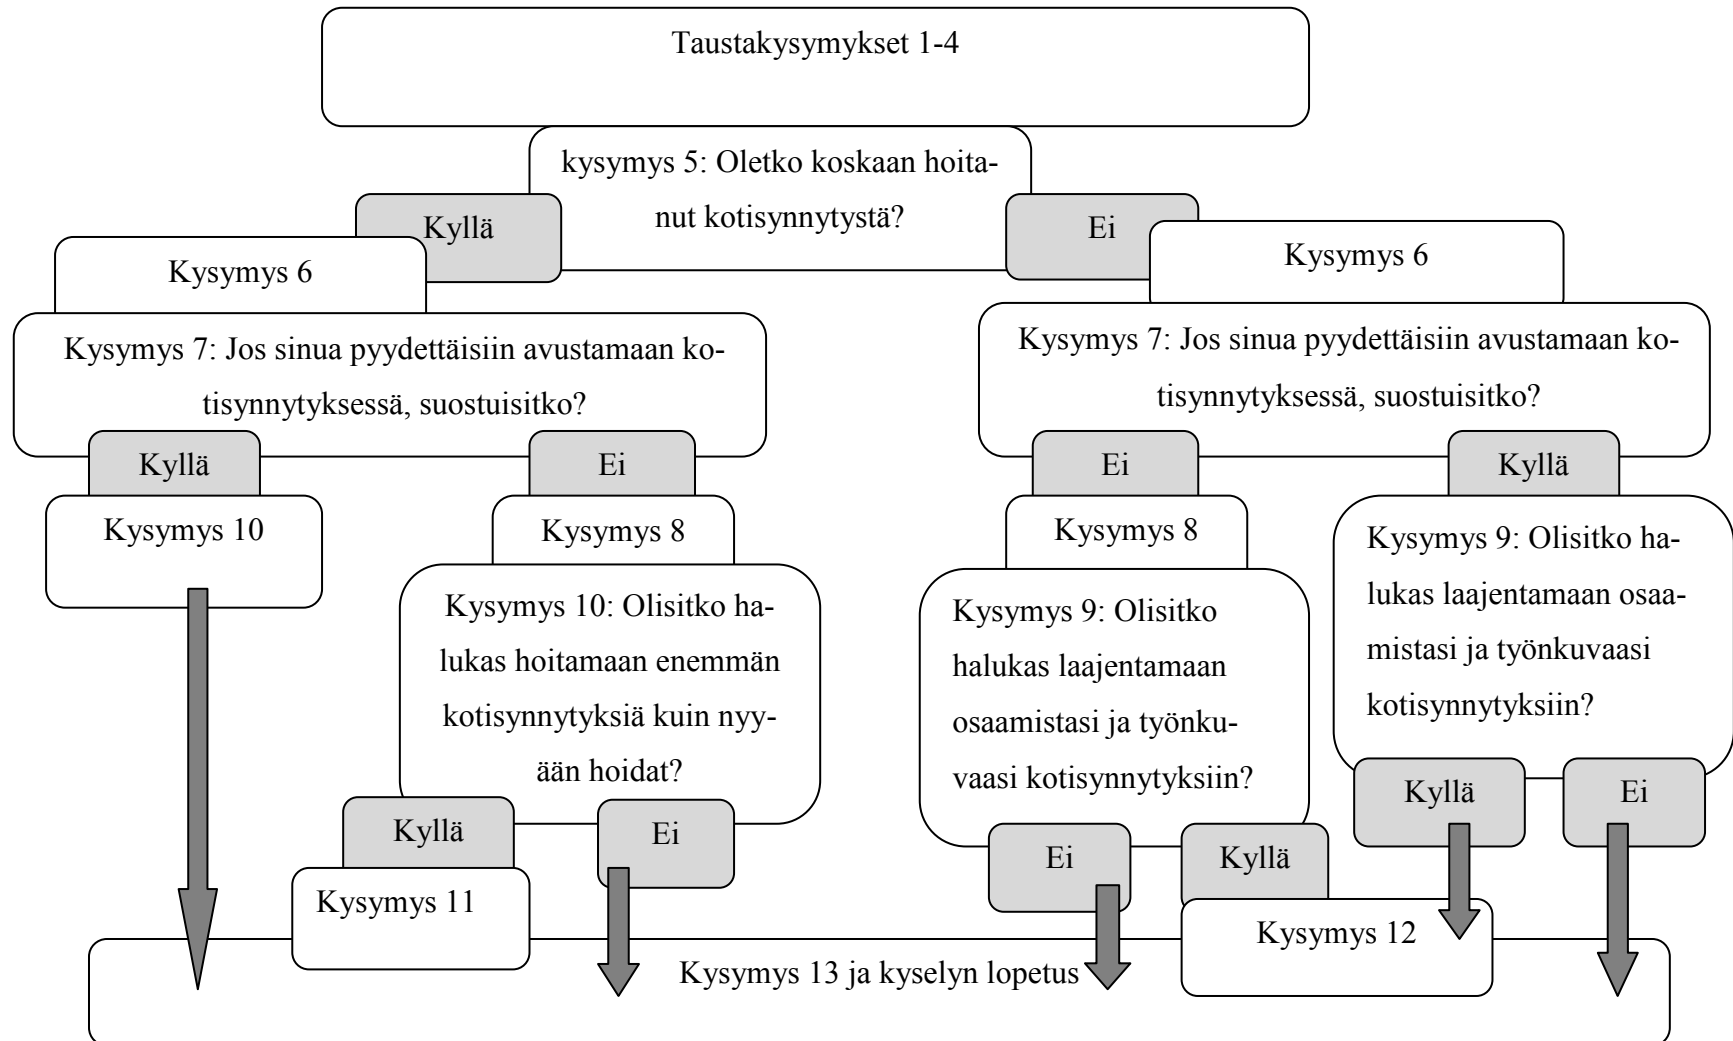 Taustakysymykset 1-4
kysymys 5: Oletko koskaan hoita-
nut kotisynnytystä?
Kyllä
Ei
Kysymys 6
Kysymys 6
Kysymys 7: Jos sinua pyydettäisiin avustamaan ko-
tisynnytyksessä, suostuisitko?
Kysymys 7: Jos sinua pyydettäisiin avustamaan ko-
tisynnytyksessä, suostuisitko?
Kyllä
Ei
Ei
Kyllä
Kysymys 10
Kysymys 8
Kysymys 8
Kysymys 10: Olisitko ha-
lukas hoitamaan enemmän
kotisynnytyksiä kuin nyy-
ään hoidat?
Kysymys 9: Olisitko
halukas laajentamaan
osaamistasi ja työnku-
vaasi kotisynnytyksiin?
Kysymys 9: Olisitko ha-
lukas laajentamaan osaa-
mistasi ja työnkuvaasi
kotisynnytyksiin?
Kyllä
Ei
Ei
Kyllä
Kyllä
Ei
Kysymys 11
Kysymys 12
Kysymys 13 ja kyselyn lopetus